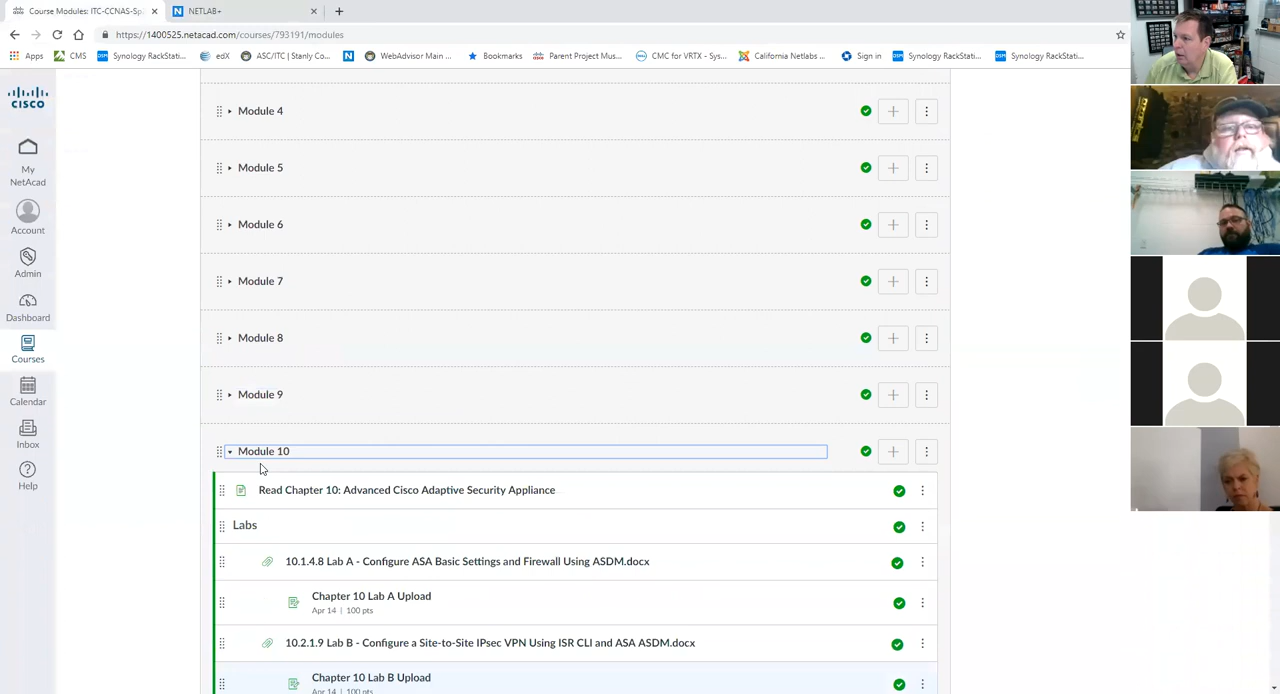 Course Modules: ITC-CCNAS-Sp
NETLAB+
https://1400525.netacad.com/courses/793191/modules
Apps
CMS
Synology RackStati...
edX
ASC/ITC | Sierra Co...
WebAdvisor Main ...
Bookmarks
Parent Project Mus...
CMC for VRTX - Sys...
California Netlabs ...
Sign in
Synology RackStati...
Synology RackStati...
CISCO
My
NetAcad
Account
Admin
Dashboard
Courses
Calendar
Inbox
Help
Module 4
Module 5
Module 6
Module 7
Module 8
Module 9
Module 10
Read Chapter 10: Advanced Cisco Adaptive Security Appliance
Labs
10.1.4.8 Lab A - Configure ASA Basic Settings and Firewall Using ASDM.docx
Chapter 10 Lab A Upload
Apr 14 | 100 pts
10.2.1.9 Lab B - Configure a Site-to-Site IPsec VPN Using ISR CLI and ASA ASDM.docx
Chapter 10 Lab B Upload
Apr 14 | 100 pts